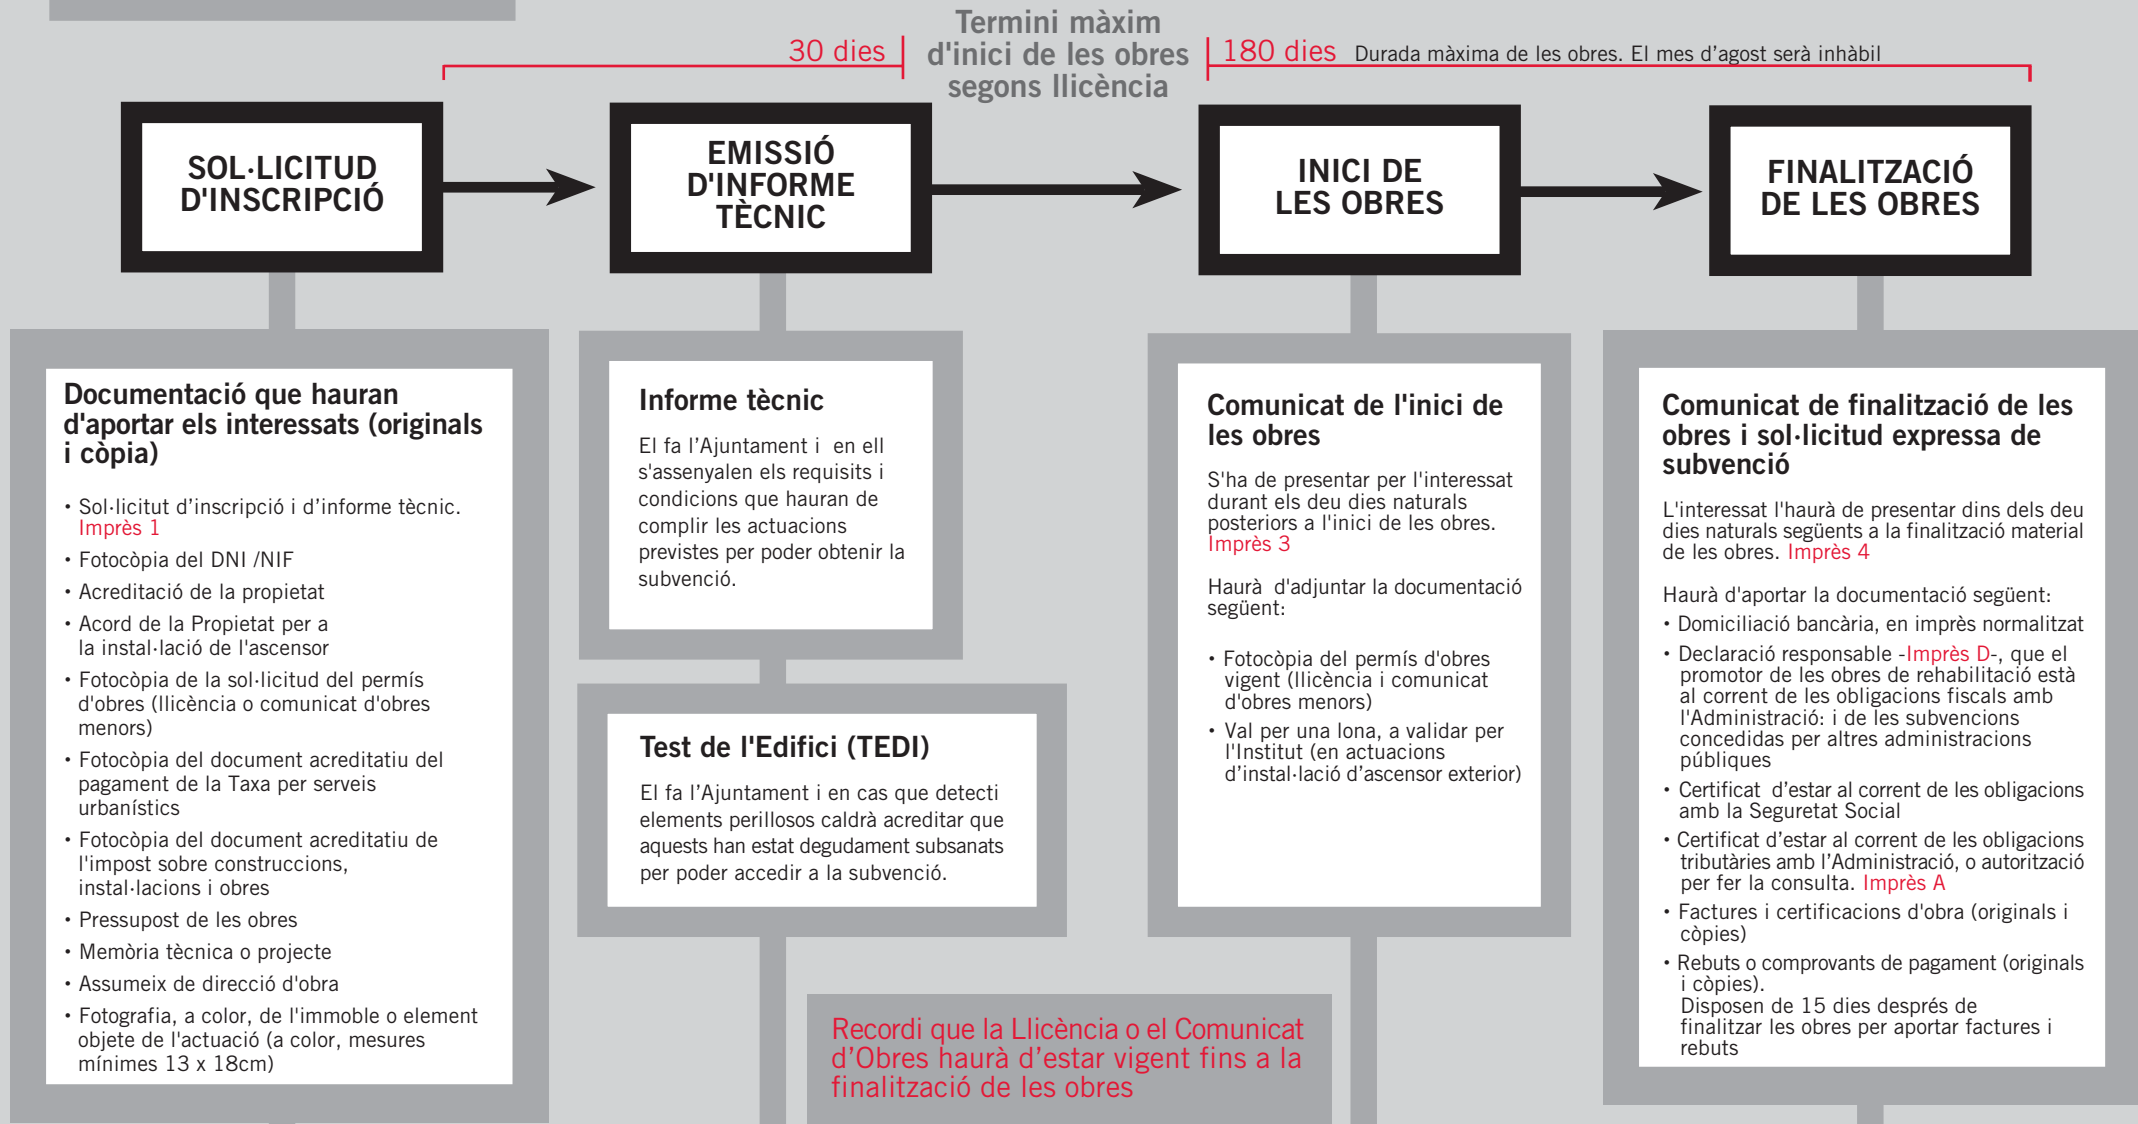 30 dies
Termini màxim
d'inici de les obres
segons llicència
180 dies Durada màxima de les obres. El mes d’agost serà inhàbil
SOL·LICITUD
D'INSCRIPCIÓ
EMISSIÓ
D'INFORME
TÈCNIC
INICI DE
LES OBRES
FINALITZACIÓ
DE LES OBRES
Documentació que hauran
d'aportar els interessats (originals
i còpia)
• Sol·licitut d’inscripció i d’informe tècnic.
Imprès 1
• Fotocòpia del DNI /NIF
• Acreditació de la propietat
• Acord de la Propietat per a
la instal·lació de l'ascensor
• Fotocòpia de la sol·licitud del permís
d'obres (llicència o comunicat d'obres
menors)
• Fotocòpia del document acreditatiu del
pagament de la Taxa per serveis
urbanístics
• Fotocòpia del document acreditatiu de
l'impost sobre construccions,
instal·lacions i obres
• Pressupost de les obres
• Memòria tècnica o projecte
• Assumeix de direcció d'obra
• Fotografia, a color, de l'immoble o element
objete de l'actuació (a color, mesures
mínimes 13 x 18cm)
Informe tècnic
El fa l’Ajuntament i en ell
s'assenyalen els requisits i
condicions que hauran de
complir les actuacions
previstes per poder obtenir la
subvenció.
Test de l'Edifici (TEDI)
El fa l’Ajuntament i en cas que detecti
elements perillosos caldrà acreditar que
aquests han estat degudament subsanats
per poder accedir a la subvenció.
Recordi que la Llicència o el Comunicat
d’Obres haurà d’estar vigent fins a la
finalització de les obres
Comunicat de l'inici de
les obres
S'ha de presentar per l'interessat
durant els deu dies naturals
posteriors a l'inici de les obres.
Imprès 3
Haurà d'adjuntar la documentació
següent:
• Fotocòpia del permís d'obres
vigent (llicència i comunicat
d'obres menors)
• Val per una lona, a validar per
l'Institut (en actuacions
d’instal·lació d’ascensor exterior)
Comunicat de finalització de les
obres i sol·licitud expressa de
subvenció
L'interessat l'haurà de presentar dins dels deu
dies naturals següents a la finalització material
de les obres. Imprès 4
Haurà d'aportar la documentació següent:
• Domiciliació bancària, en imprès normalitzat
• Declaració responsable -Imprès D-, que el
promotor de les obres de rehabilitació està
al corrent de les obligacions fiscals amb
l'Administració: i de les subvencions
concedidas per altres administracions
públiques
• Certificat d’estar al corrent de les obligacions
amb la Seguretat Social
• Certificat d’estar al corrent de les obligacions
tributàries amb l’Administració, o autorització
per fer la consulta. Imprès A
• Factures i certificacions d'obra (originals i
còpies)
• Rebuts o comprovants de pagament (originals
i còpies).
Disposen de 15 dies després de
finalitzar les obres per aportar factures i
rebuts